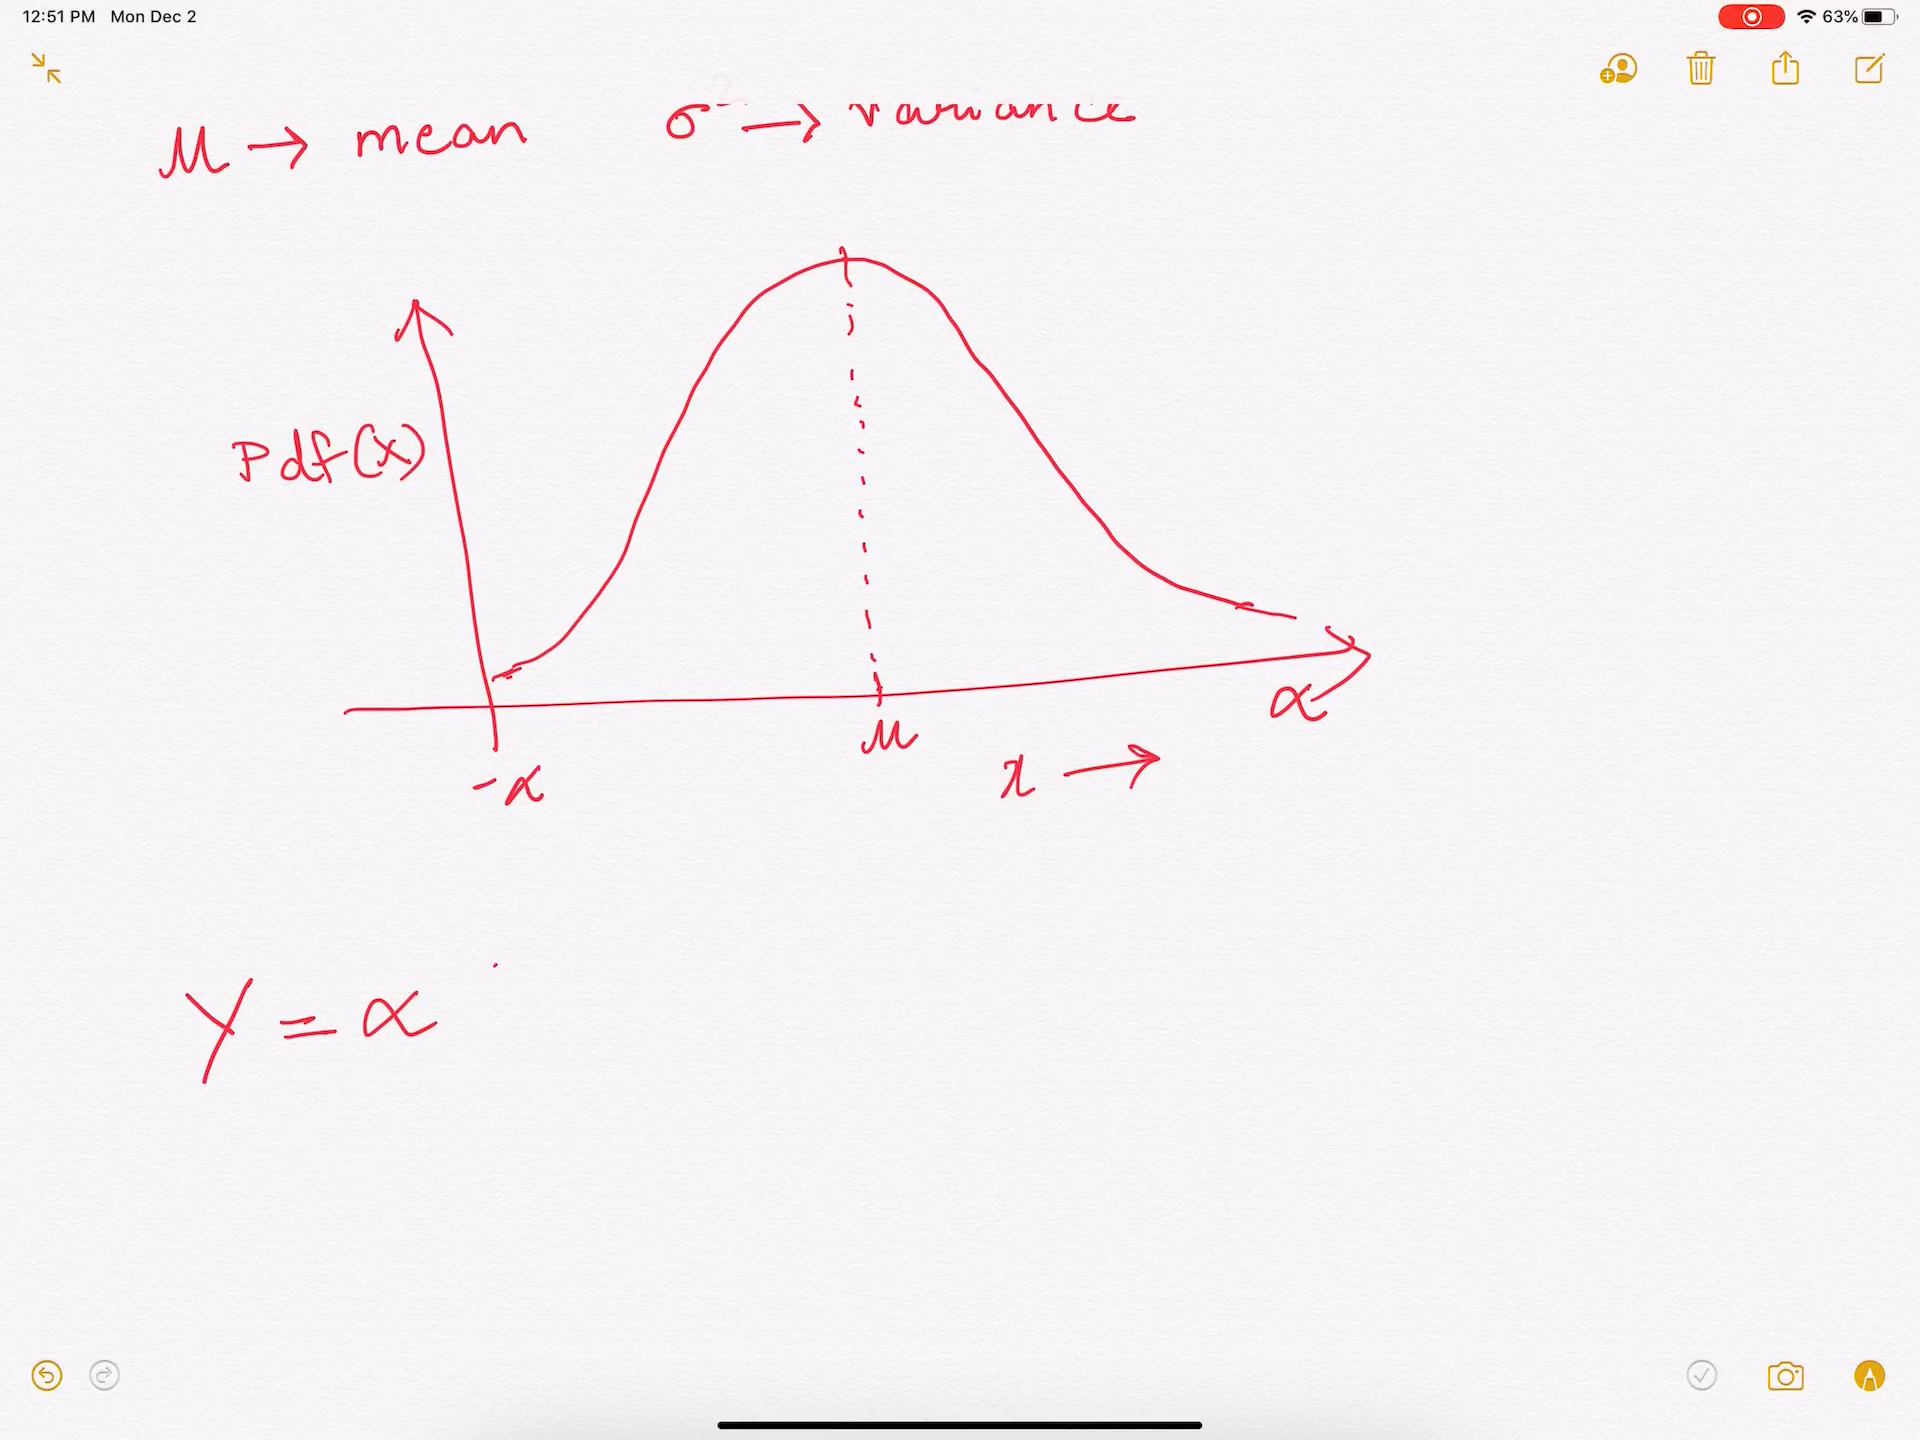 12:51 PM Mon Dec 2
63%
μ → mean σ² → variance
Pdf(x)
μ
α
-α
x →
Y = α